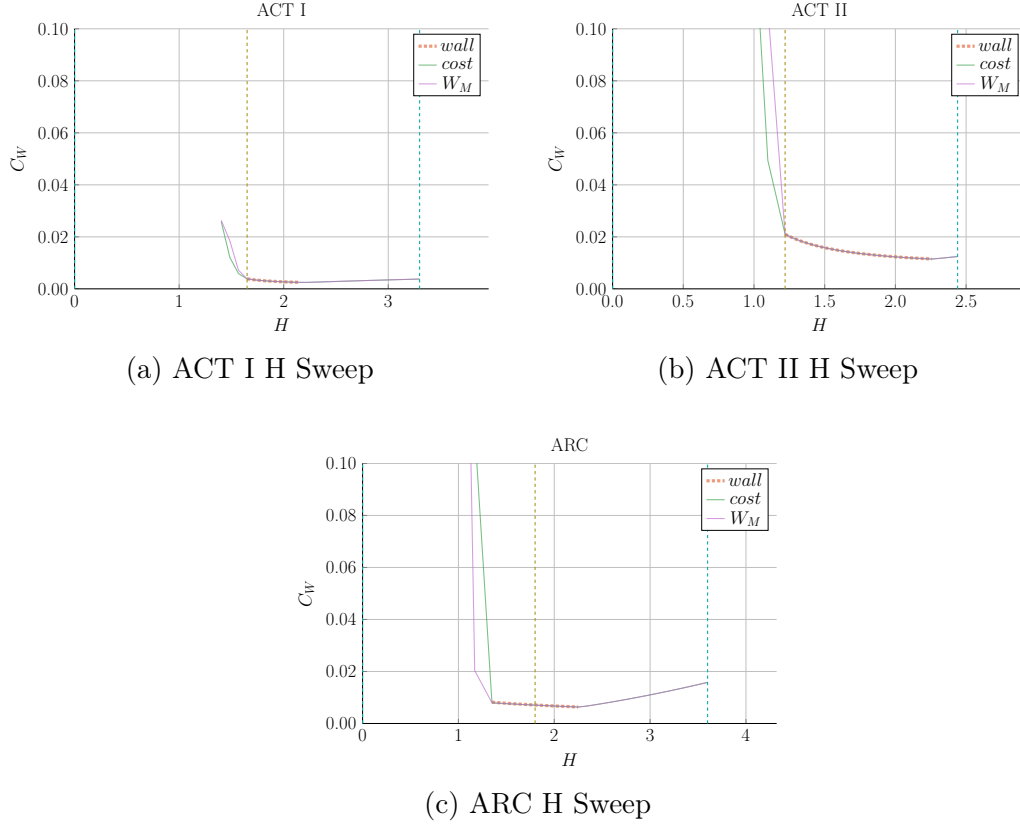 ACT I
0.10
0.08
0.06
0.04
0.02
0.00
C_W
wall
cost
W_M
0
1
2
3
H
(a) ACT I H Sweep
ACT II
0.10
0.08
0.06
0.04
0.02
0.00
C_W
wall
cost
W_M
0.0
0.5
1.0
1.5
2.0
2.5
H
(b) ACT II H Sweep
ARC
0.10
0.08
0.06
0.04
0.02
0.00
C_W
wall
cost
W_M
0
1
2
3
4
H
(c) ARC H Sweep